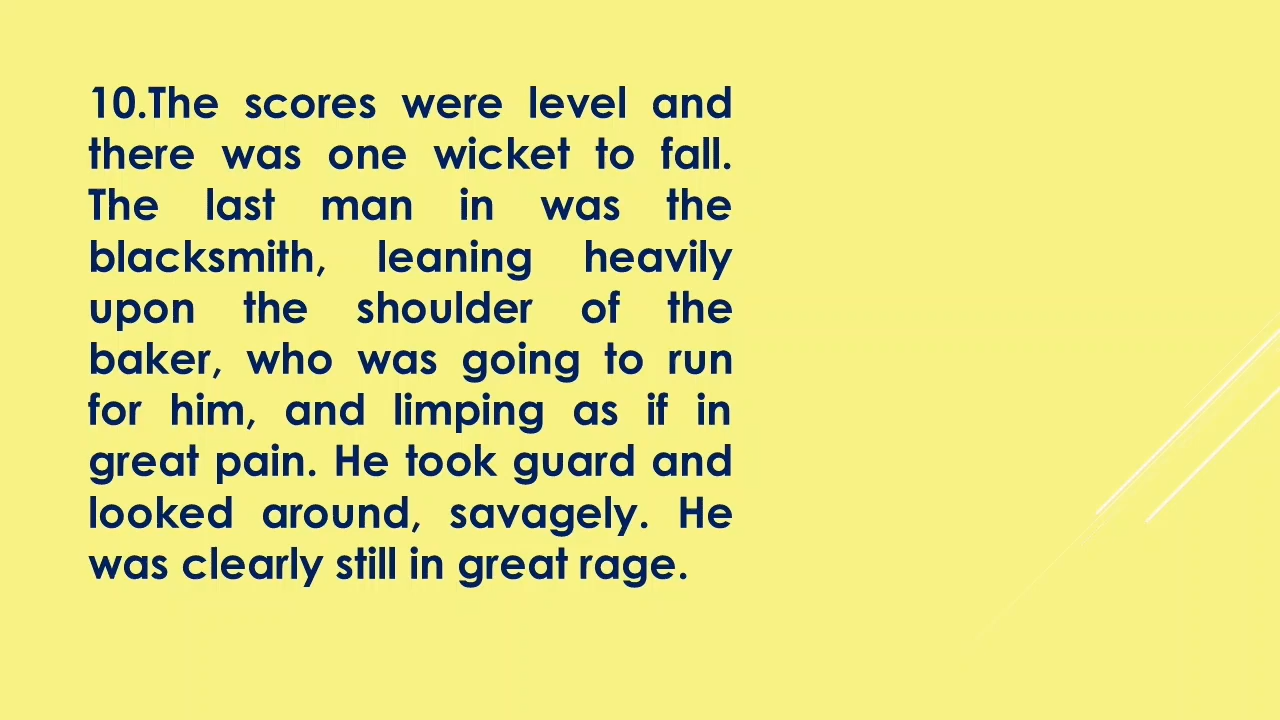 10.The scores were level and
there was one wicket to fall.
The last man in was the
blacksmith, leaning heavily
upon the shoulder of the
baker, who was going to run
for him, and limping as if in
great pain. He took guard and
looked around, savagely. He
was clearly still in great rage.